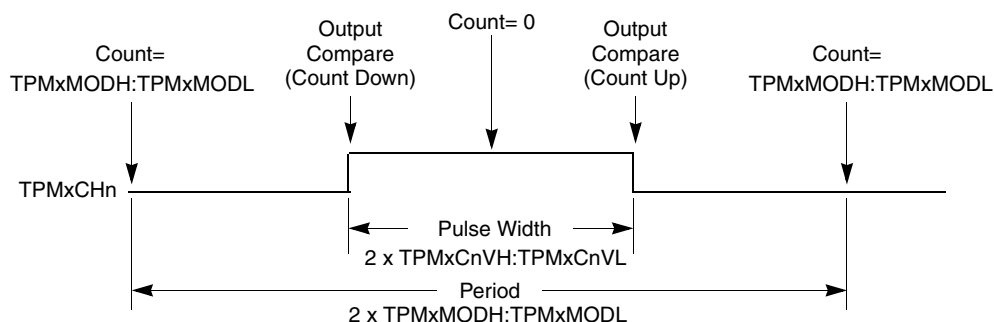 Count=
TPMxMODH:TPMxMODL
Output
Compare
(Count Down)
Count= 0
Output
Compare
(Count Up)
Count=
TPMxMODH:TPMxMODL
TPMxCHn
Pulse Width
2 x TPMxCnVH:TPMxCnVL
Period
2 x TPMxMODH:TPMxMODL